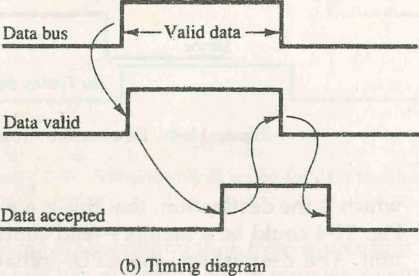 Data bus
Valid data
Data valid
Data accepted
(b) Timing diagram